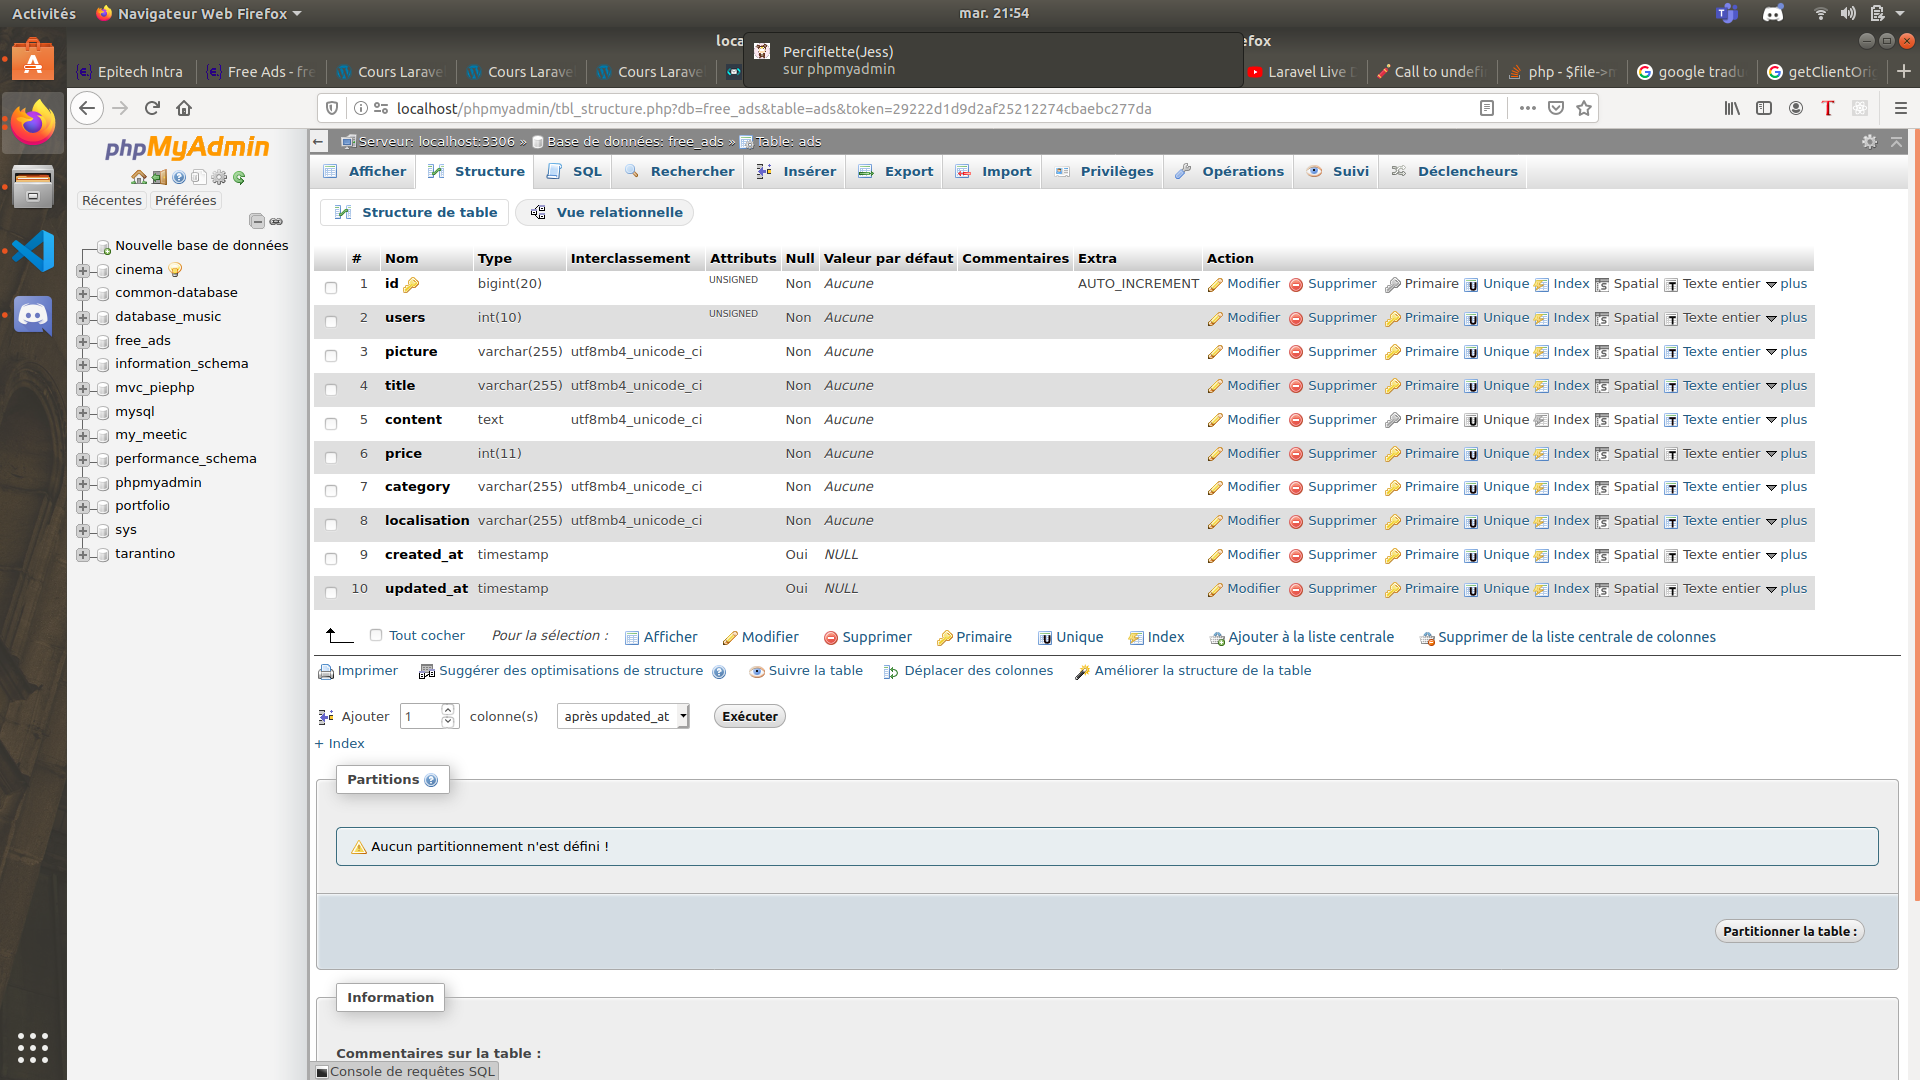 Activités Navigateur Web Firefox mar. 21:54
Perciflette(Jess)
sur phpmyadmin
Epitech Intra Free Ads - fre Cours Larave Cours Larave Cours Larave Laravel Live D Call to undefi php - $file->m google tradu getClientOrig
localhost/phpmyadmin/tbl_structure.php?db=free_ads&table=ads&token=29222d1d9d2af25212274cbaebc277da
phpMyAdmin
Récentes Préférées
Nouvelle base de données
cinema
common-database
database_music
free_ads
information_schema
mvc_piephp
mysql
my_meetic
performance_schema
phpmyadmin
portfolio
sys
tarantino
Serveur: localhost:3306 » Base de données: free_ads » Table: ads
Afficher Structure SQL Rechercher Insérer Export Import Privilèges Opérations Suivi Déclencheurs
Structure de table Vue relationnelle
# Nom Type Interclassement Attributs Null Valeur par défaut Commentaires Extra Action
1 id bigint(20) UNSIGNED Non Aucune AUTO_INCREMENT Modifier Supprimer Primaire Unique Index Spatial Texte entier plus
2 users int(10) UNSIGNED Non Aucune Modifier Supprimer Primaire Unique Index Spatial Texte entier plus
3 picture varchar(255) utf8mb4_unicode_ci Non Aucune Modifier Supprimer Primaire Unique Index Spatial Texte entier plus
4 title varchar(255) utf8mb4_unicode_ci Non Aucune Modifier Supprimer Primaire Unique Index Spatial Texte entier plus
5 content text utf8mb4_unicode_ci Non Aucune Modifier Supprimer Primaire Unique Index Spatial Texte entier plus
6 price int(11) Non Aucune Modifier Supprimer Primaire Unique Index Spatial Texte entier plus
7 category varchar(255) utf8mb4_unicode_ci Non Aucune Modifier Supprimer Primaire Unique Index Spatial Texte entier plus
8 localisation varchar(255) utf8mb4_unicode_ci Non Aucune Modifier Supprimer Primaire Unique Index Spatial Texte entier plus
9 created_at timestamp Oui NULL Modifier Supprimer Primaire Unique Index Spatial Texte entier plus
10 updated_at timestamp Oui NULL Modifier Supprimer Primaire Unique Index Spatial Texte entier plus
Tout cocher Pour la sélection : Afficher Modifier Supprimer Primaire Unique Index Ajouter à la liste centrale Supprimer de la liste centrale de colonnes
Imprimer Suggérer des optimisations de structure Suivre la table Déplacer des colonnes Améliorer la structure de la table
Ajouter 1 colonne(s) après updated_at Exécuter
+ Index
Partitions
Aucun partitionnement n'est défini !
Partitionner la table :
Information
Commentaires sur la table :
Console de requêtes SQL